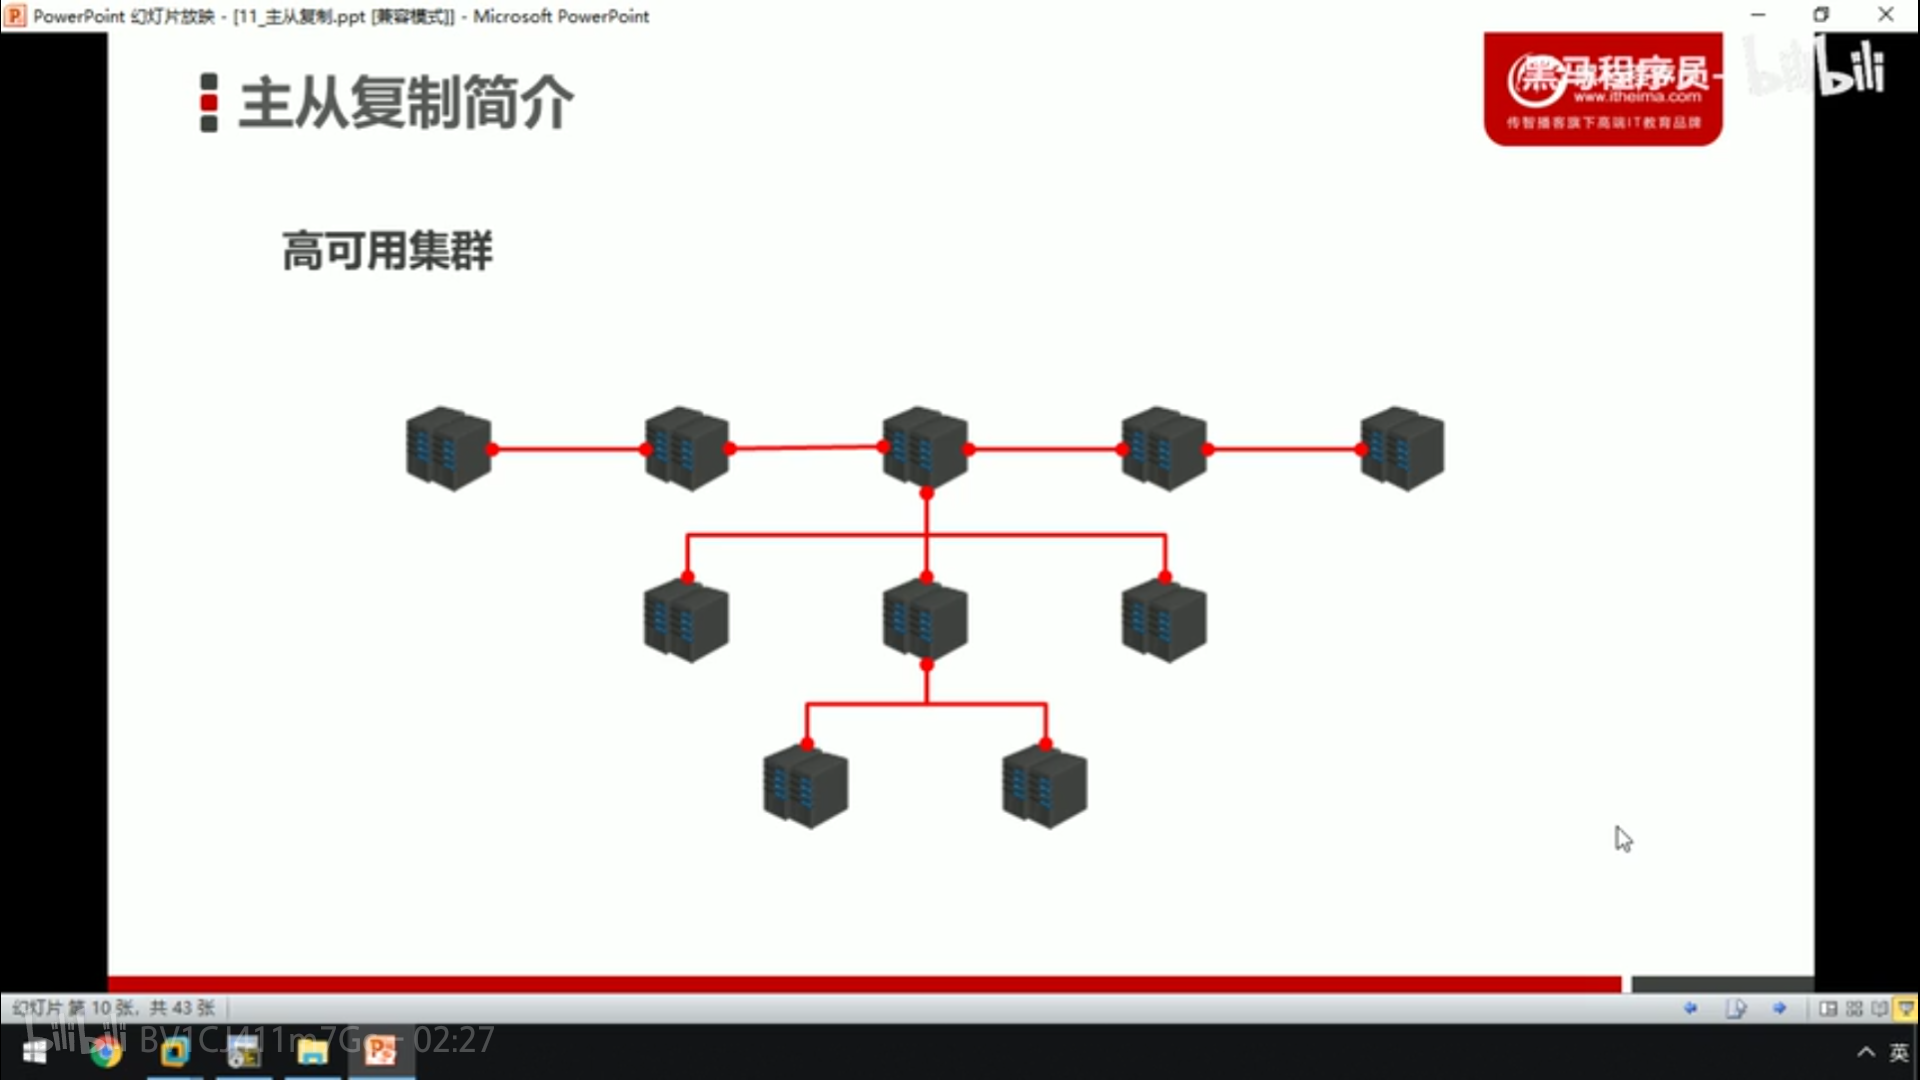 PowerPoint 幻灯片放映 - [11_主从复制.ppt [兼容模式]] - Microsoft PowerPoint
主从复制简介
黑马程序员-
bilibili
www.itheima.com
传智播客旗下高端IT教育品牌
高可用集群
幻灯片 第 10 张，共 43 张
bilibili
02:27
英